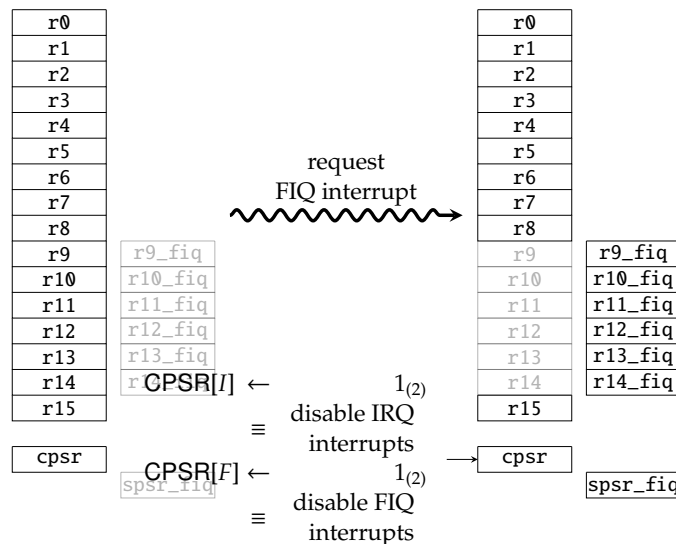 r0
r1
r2
r3
r4
r5
r6
r7
r8
r9
r10
r11
r12
r13
r14
r15
cpsr
r9_fiq
r10_fiq
r11_fiq
r12_fiq
r13_fiq
r14_fiq
spsr_fiq
request
FIQ interrupt
CPSR[I] ← 1(2)
≡ disable IRQ
interrupts
CPSR[F] ← 1(2)
≡ disable FIQ
interrupts
r0
r1
r2
r3
r4
r5
r6
r7
r8
r9
r10
r11
r12
r13
r14
r15
cpsr
r9_fiq
r10_fiq
r11_fiq
r12_fiq
r13_fiq
r14_fiq
spsr_fiq